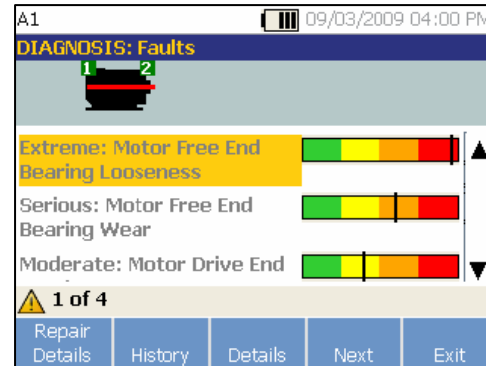 A1 09/03/2009 04:00 PM
DIAGNOSIS: Faults
1 2
Extreme: Motor Free End
Bearing Looseness
Serious: Motor Free End
Bearing Wear
Moderate: Motor Drive End
1 of 4
Repair
Details History Details Next Exit